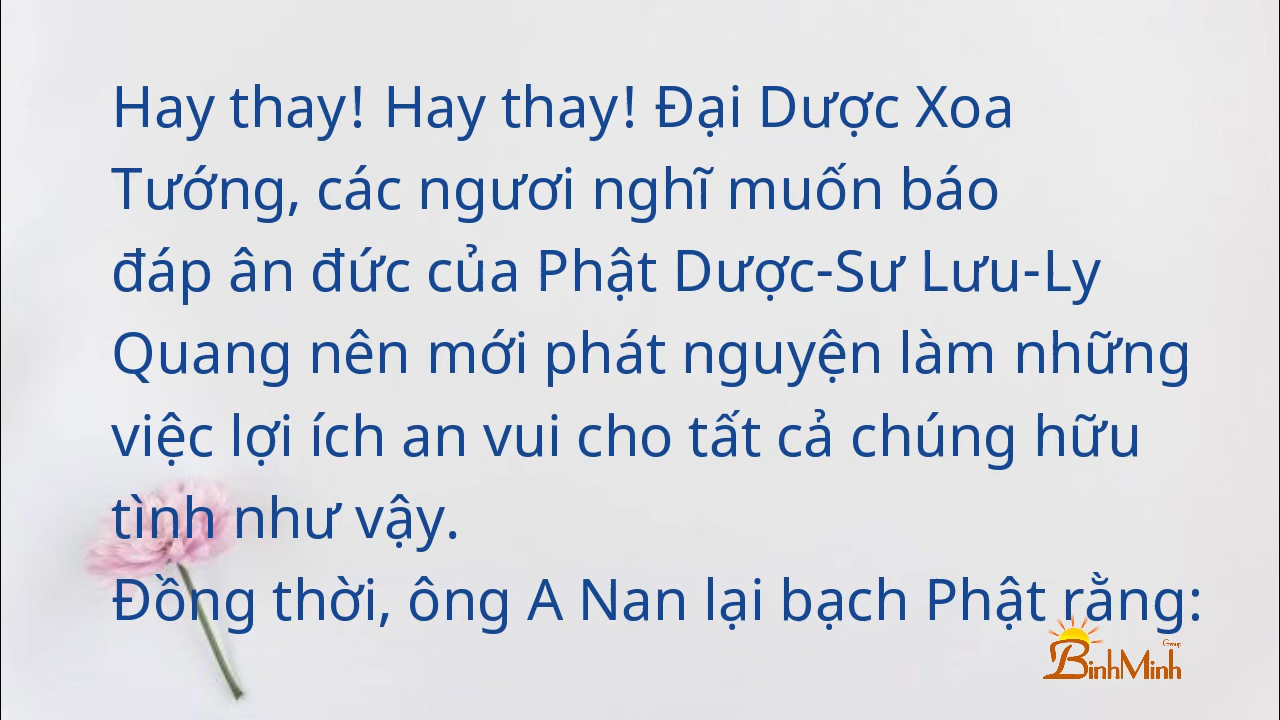 Hay thay! Hay thay! Đại Dược Xoa
Tướng, các ngươi nghĩ muốn báo
đáp ân đức của Phật Dược-Sư Lưu-Ly
Quang nên mới phát nguyện làm những
việc lợi ích an vui cho tất cả chúng hữu
tình như vậy.
Đồng thời, ông A Nan lại bạch Phật rằng:
Group
BinhMinh